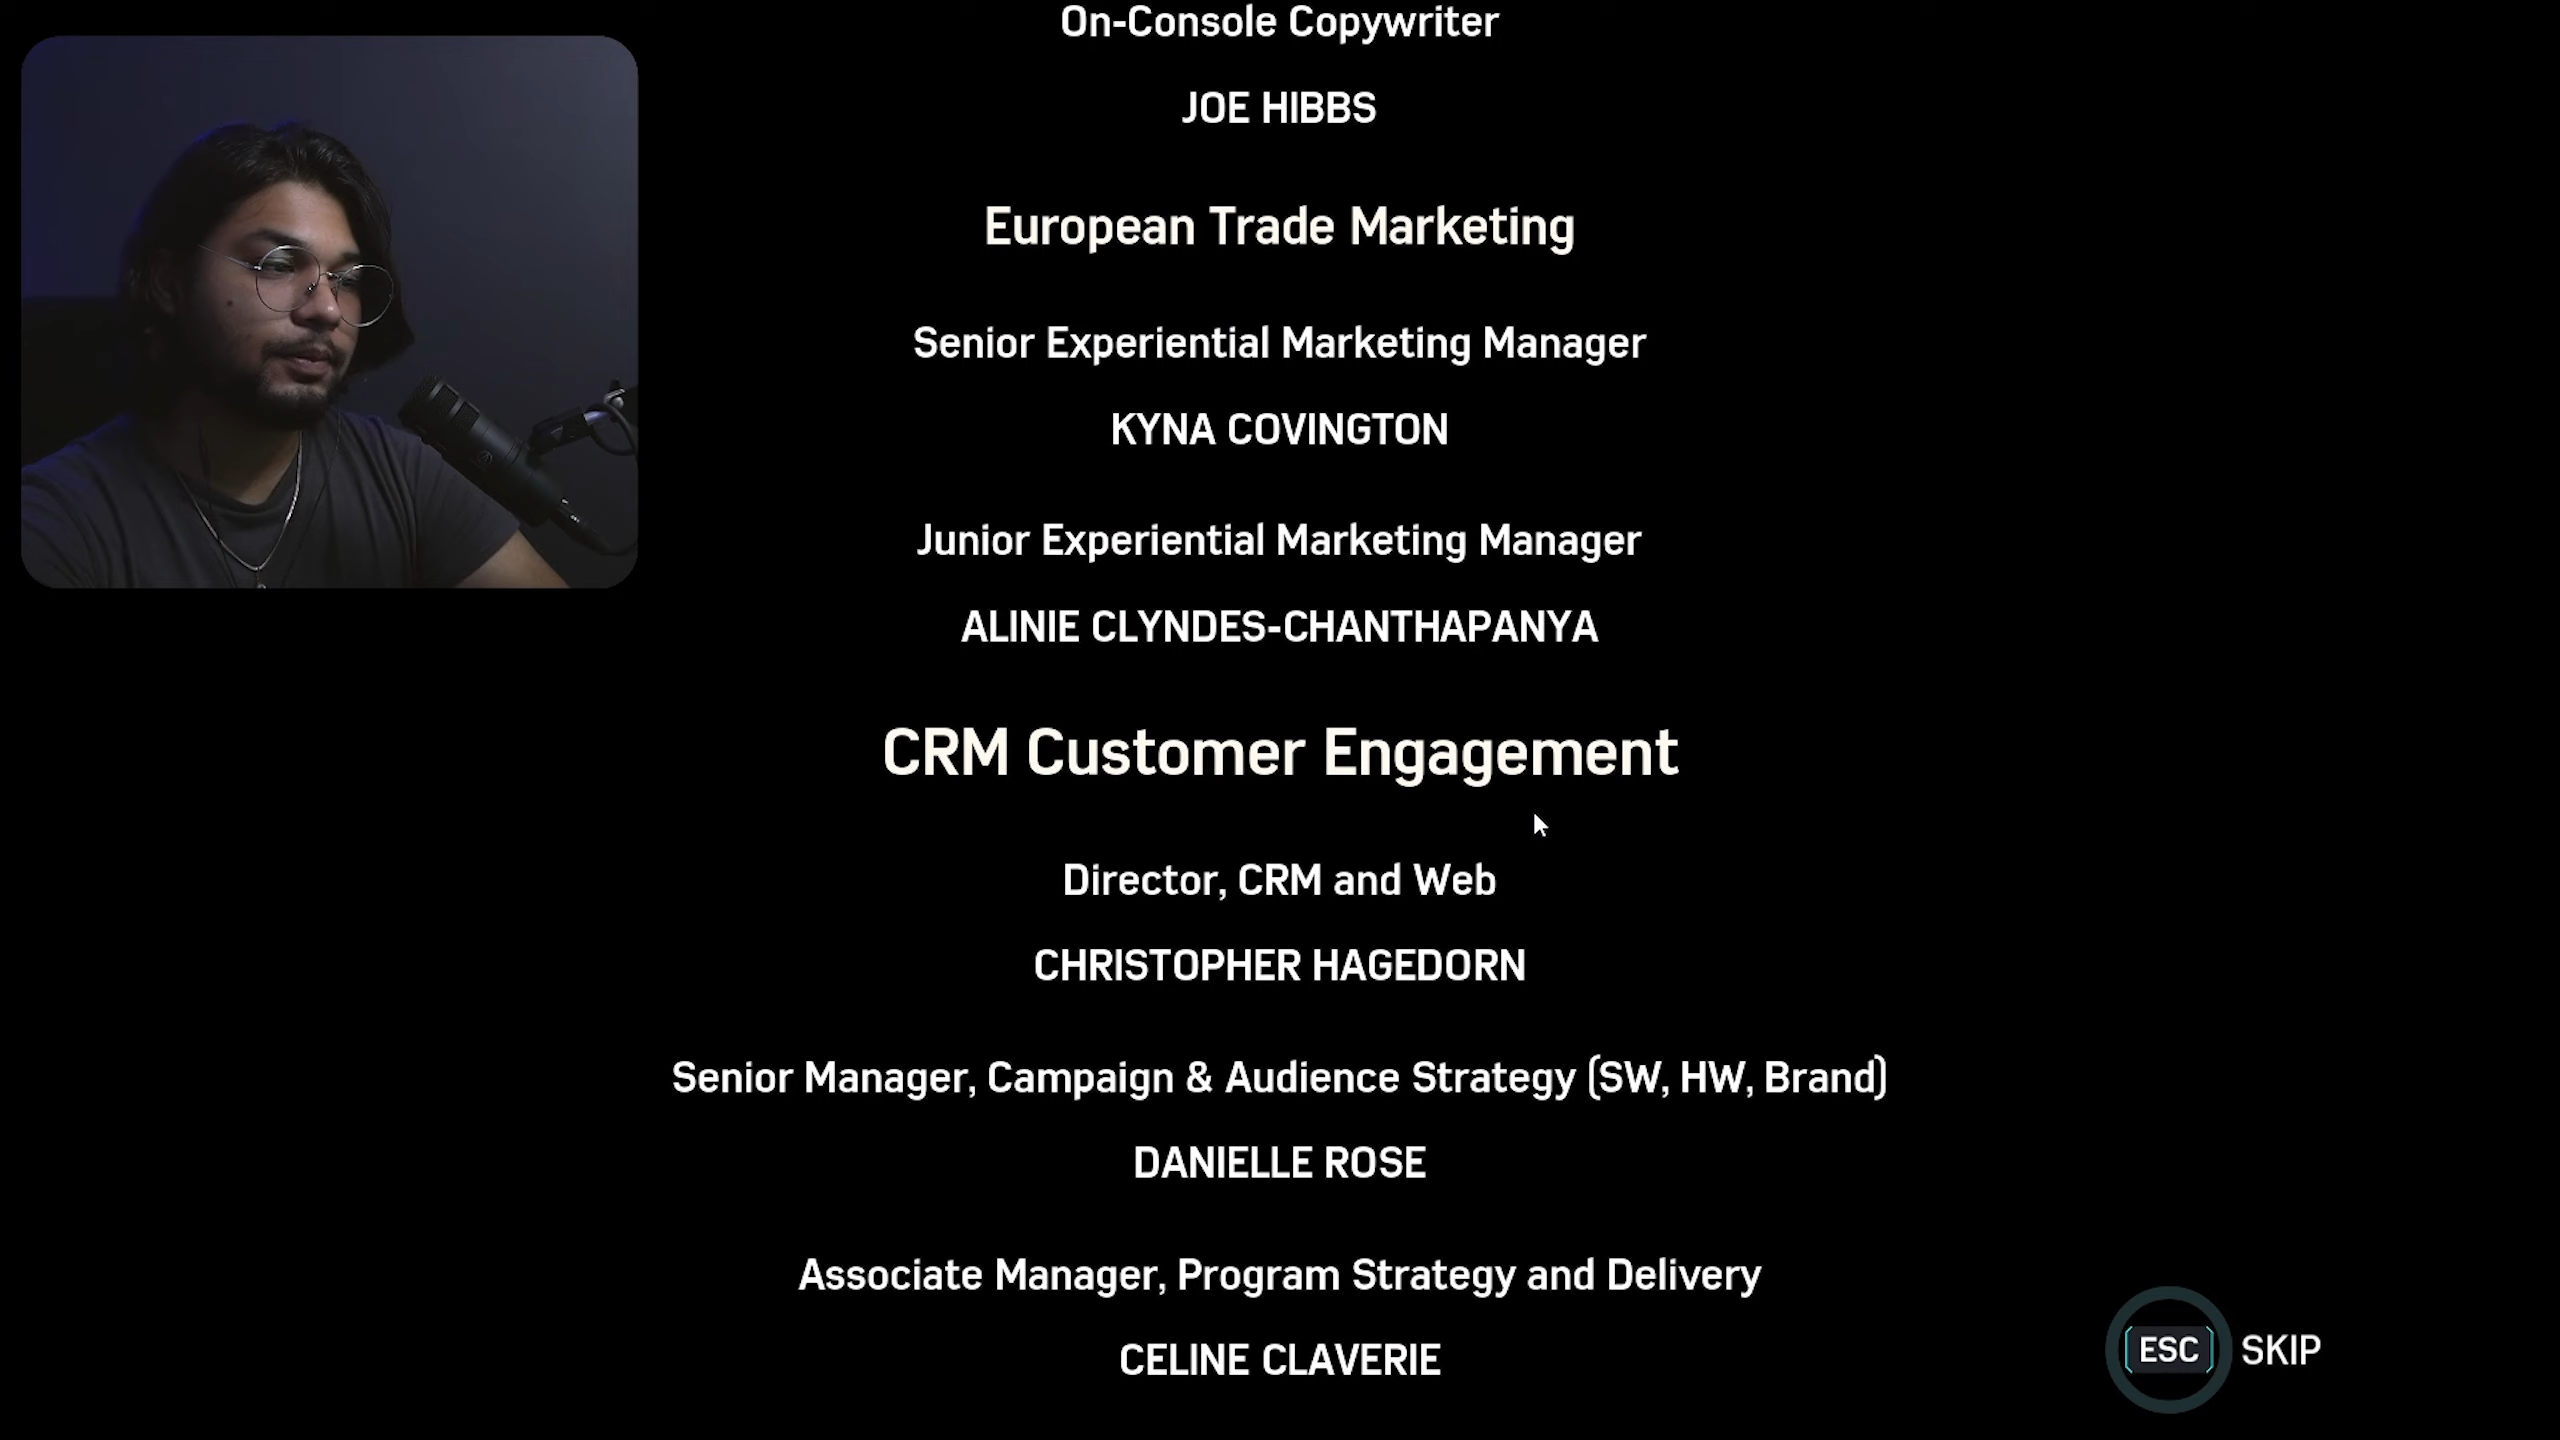 On-Console Copywriter
JOE HIBBS
European Trade Marketing
Senior Experiential Marketing Manager
KYNA COVINGTON
Junior Experiential Marketing Manager
ALINIE CLYNDES-CHANTHAPANYA
CRM Customer Engagement
Director, CRM and Web
CHRISTOPHER HAGEDORN
Senior Manager, Campaign & Audience Strategy (SW, HW, Brand)
DANIELLE ROSE
Associate Manager, Program Strategy and Delivery
CELINE CLAVERIE
ESC SKIP